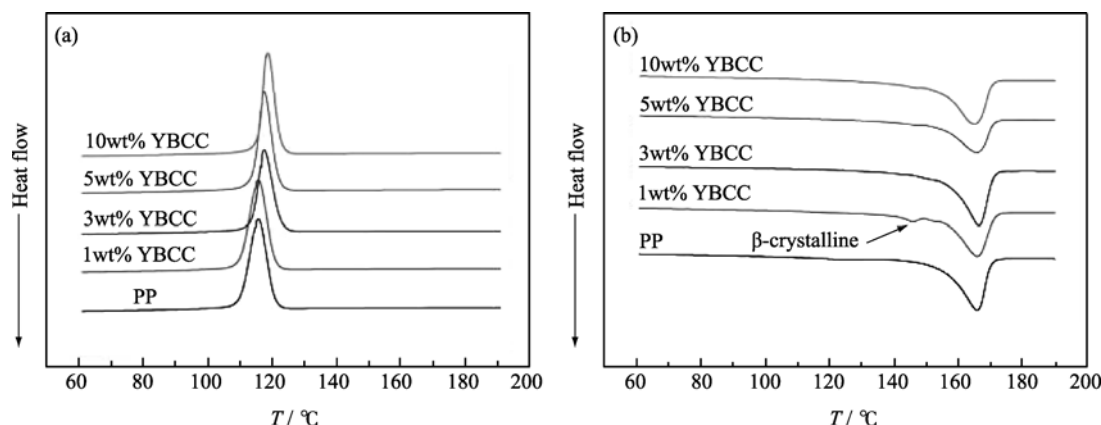 (a)
10wt% YBCC
5wt% YBCC
3wt% YBCC
1wt% YBCC
PP
Heat flow
60 80 100 120 140 160 180 200
T / ℃
(b)
10wt% YBCC
5wt% YBCC
3wt% YBCC
1wt% YBCC
β-crystalline
PP
Heat flow
60 80 100 120 140 160 180 200
T / ℃